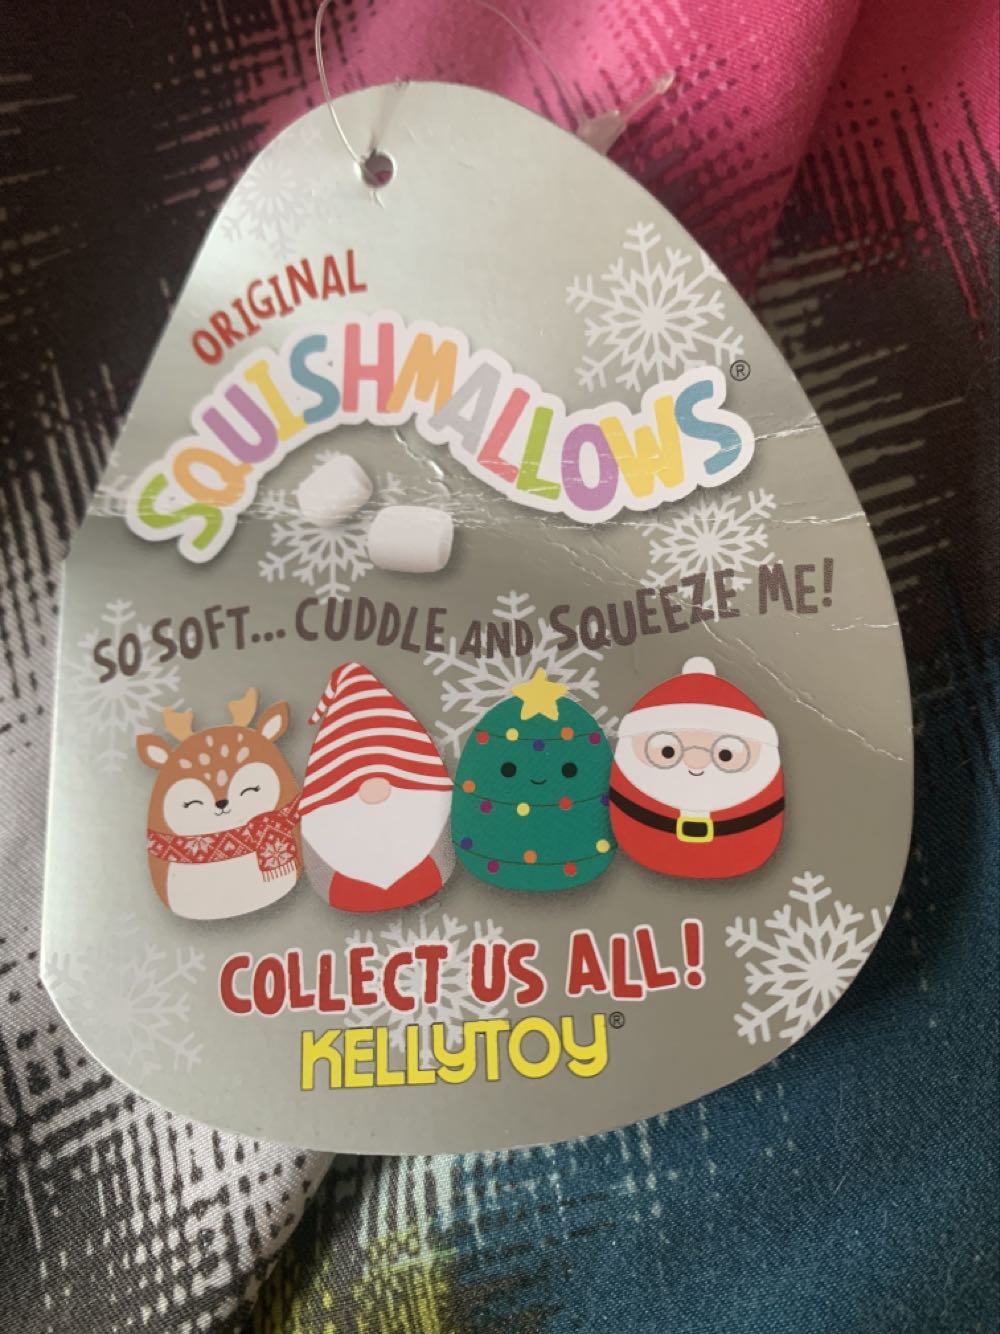 ORIGINAL
SQUISHMALLOWS®
SO SOFT... CUDDLE AND SQUEEZE ME!
COLLECT US ALL!
KELLYTOY®